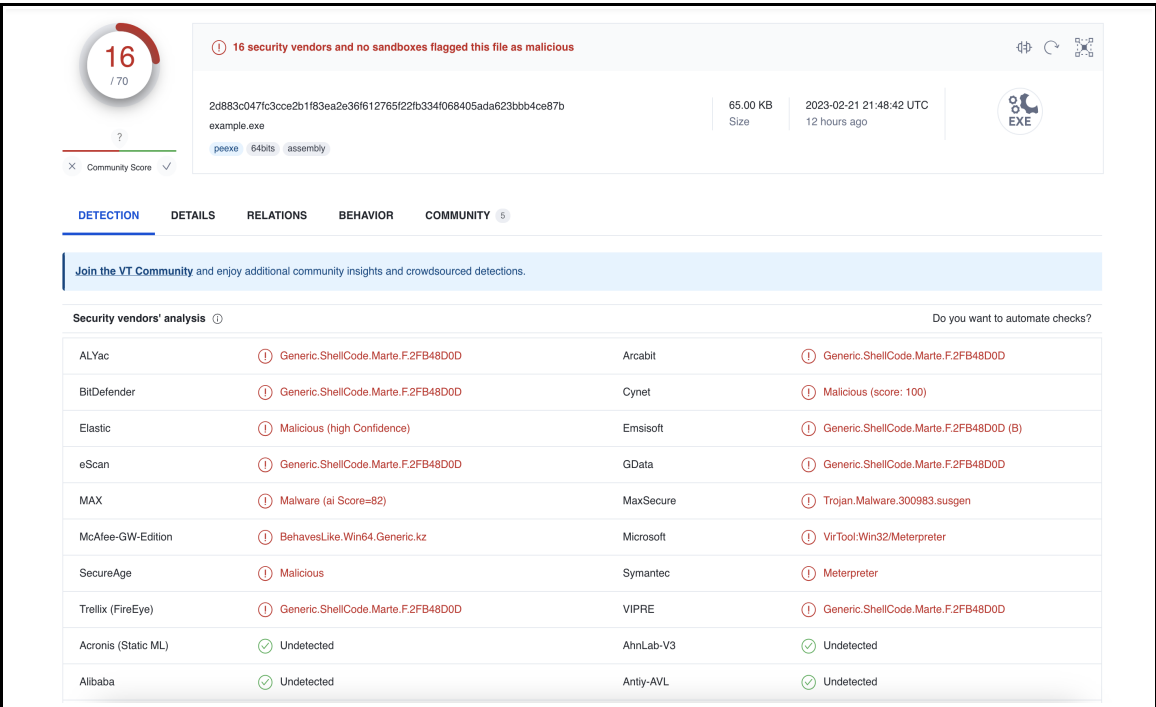 16
/ 70
?
Community Score
16 security vendors and no sandboxes flagged this file as malicious
2d883c047fc3cce2b1f83ea2e36f612765f22fb334f068405ada623bbb4ce87b
example.exe
peexe 64bits assembly
65.00 KB
Size
2023-02-21 21:48:42 UTC
12 hours ago
EXE
DETECTION DETAILS RELATIONS BEHAVIOR COMMUNITY 5
Join the VT Community and enjoy additional community insights and crowdsourced detections.
Security vendors' analysis Do you want to automate checks?
ALYac Generic.ShellCode.Marte.F.2FB48D0D Arcabit Generic.ShellCode.Marte.F.2FB48D0D
BitDefender Generic.ShellCode.Marte.F.2FB48D0D Cynet Malicious (score: 100)
Elastic Malicious (high Confidence) Emsisoft Generic.ShellCode.Marte.F.2FB48D0D (B)
eScan Generic.ShellCode.Marte.F.2FB48D0D GData Generic.ShellCode.Marte.F.2FB48D0D
MAX Malware (ai Score=82) MaxSecure Trojan.Malware.300983.susgen
McAfee-GW-Edition BehavesLike.Win64.Generic.kz Microsoft VirTool:Win32/Meterpreter
SecureAge Malicious Symantec Meterpreter
Trellix (FireEye) Generic.ShellCode.Marte.F.2FB48D0D VIPRE Generic.ShellCode.Marte.F.2FB48D0D
Acronis (Static ML) Undetected AhnLab-V3 Undetected
Alibaba Undetected Antiy-AVL Undetected